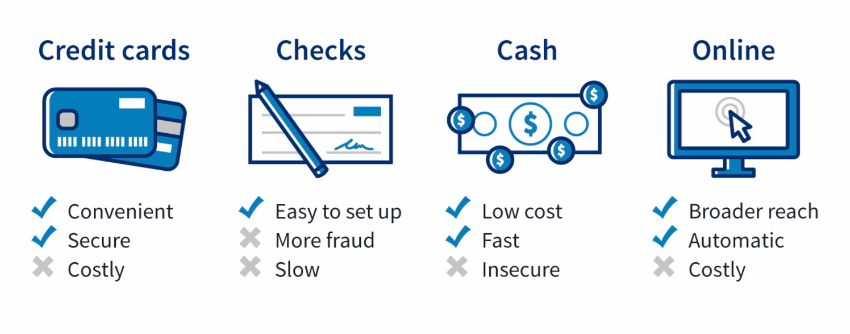 Credit cards
Convenient
Secure
Costly
Checks
Easy to set up
More fraud
Slow
Cash
$
$
$
$
$
Low cost
Fast
Insecure
Online
Broader reach
Automatic
Costly